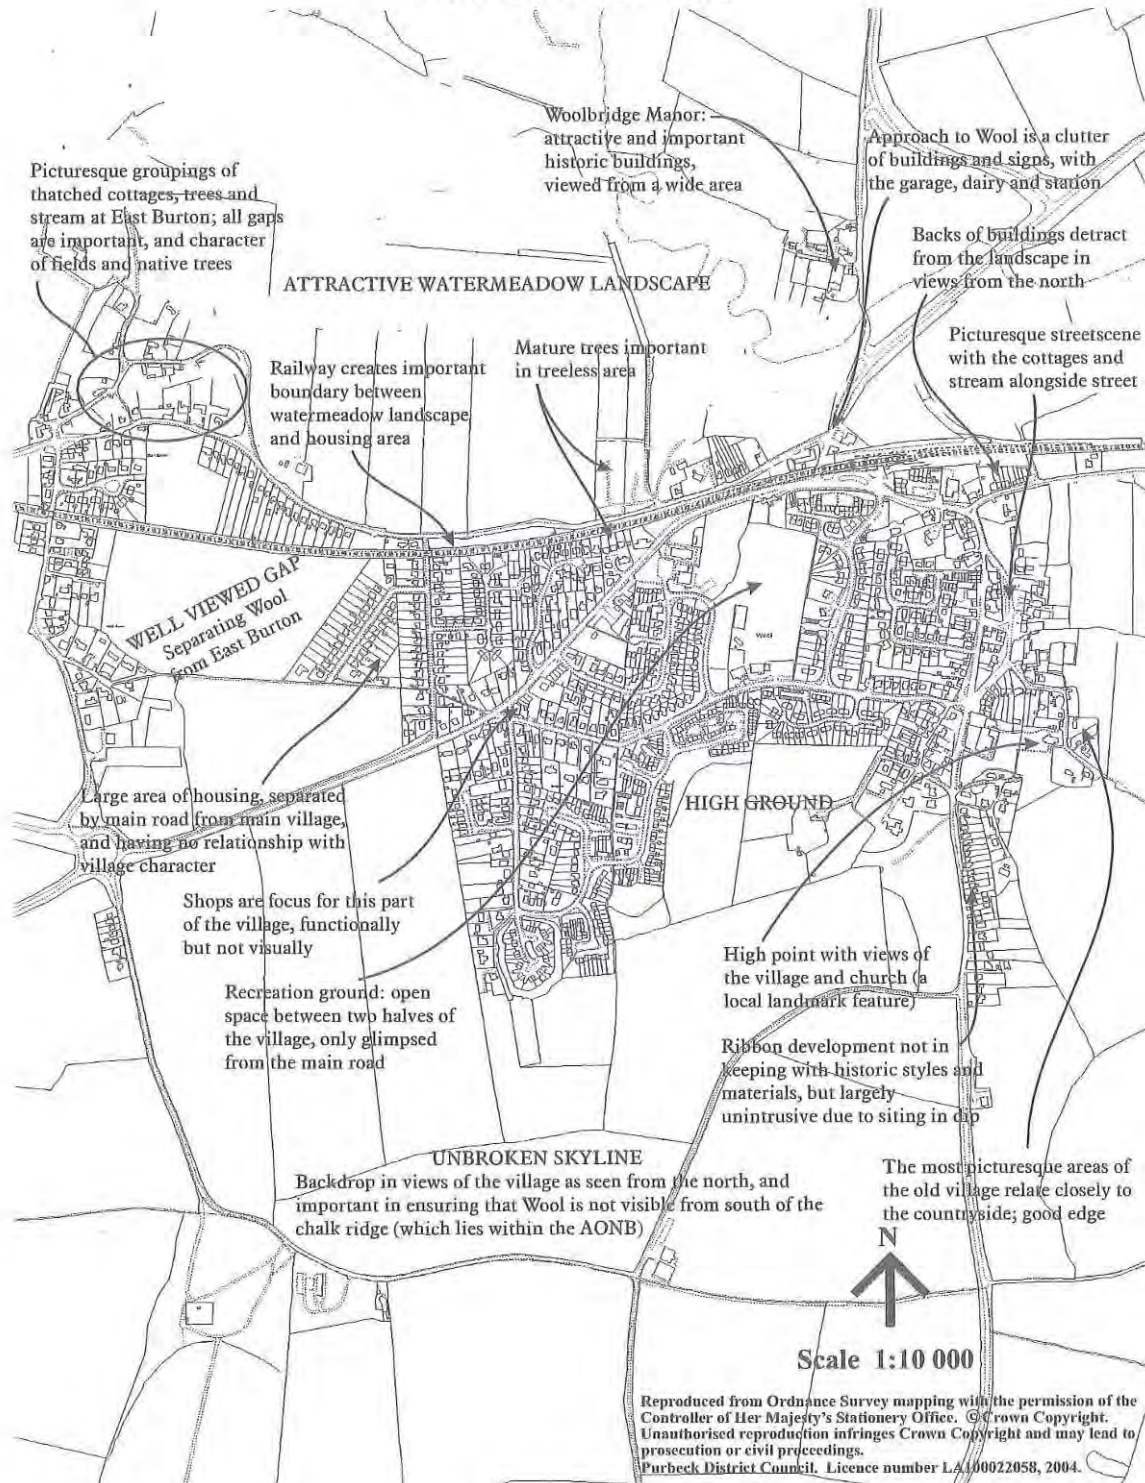 Woolbridge Manor:
attractive and important
historic buildings,
viewed from a wide area
Approach to Wool is a clutter
of buildings and signs, with
the garage, dairy and station
Picturesque groupings of
thatched cottages, trees and
stream at East Burton; all gaps
are important, and character
of fields and native trees
Backs of buildings detract
from the landscape in
views from the north
ATTRACTIVE WATERMEADOW LANDSCAPE
Picturesque streetscene
with the cottages and
stream alongside street
Mature trees important
in treeless area
Railway creates important
boundary between
watermeadow landscape
and housing area
WELL VIEWED GAP
Separating Wool
from East Burton
Wool
HIGH GROUND
Large area of housing, separated
by main road from main village,
and having no relationship with
village character
Shops are focus for this part
of the village, functionally
but not visually
High point with views of
the village and church (a
local landmark feature)
Recreation ground: open
space between two halves of
the village, only glimpsed
from the main road
Ribbon development not in
keeping with historic styles and
materials, but largely
unintrusive due to siting in dip
UNBROKEN SKYLINE
Backdrop in views of the village as seen from the north, and
important in ensuring that Wool is not visible from south of the
chalk ridge (which lies within the AONB)
The most picturesque areas of
the old village relate closely to
the countryside; good edge
N
Scale 1:10 000
Reproduced from Ordnance Survey mapping with the permission of the
Controller of Her Majesty's Stationery Office. © Crown Copyright.
Unauthorised reproduction infringes Crown Copyright and may lead to
prosecution or civil proceedings.
Purbeck District Council. Licence number LA100022058, 2004.